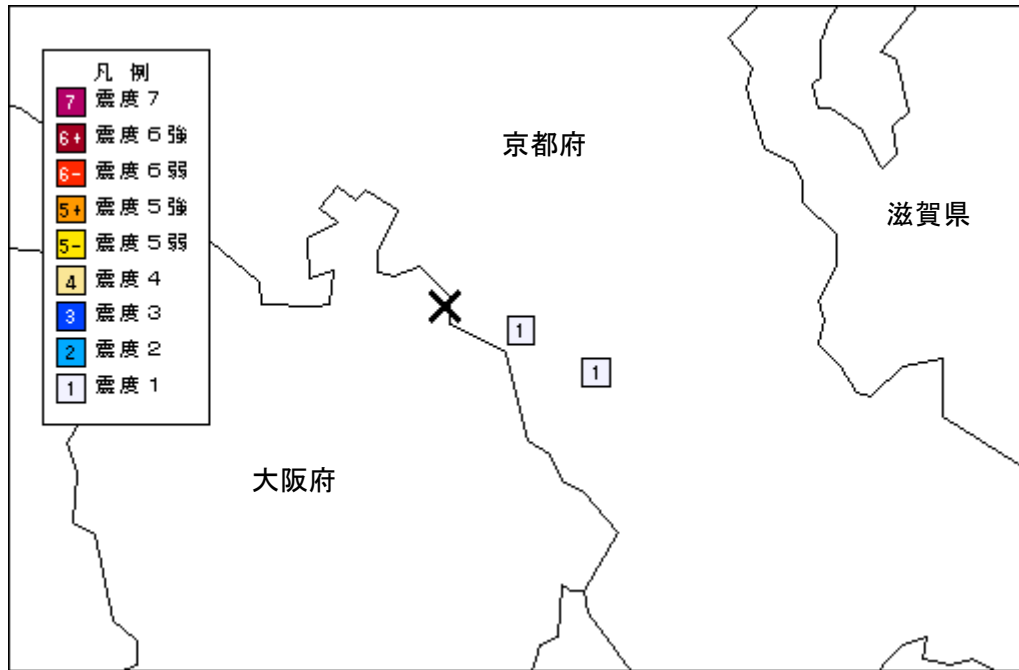 凡例
7 震度7
6+ 震度6強
6- 震度6弱
5+ 震度5強
5- 震度5弱
4 震度4
3 震度3
2 震度2
1 震度1
京都府
滋賀県
1
1
大阪府